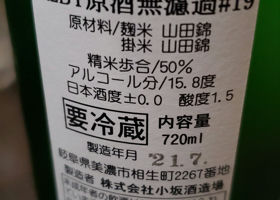 原酒無濾過#19
原材料/麹米 山田錦
掛米 山田錦
精米歩合/50%
アルコール分/15.8度
日本酒度±0.0 酸度1.5
要冷蔵 内容量
720ml
製造年月 '21.7.
岐阜県美濃市相生町2267番地
製造者 株式会社小坂酒造場